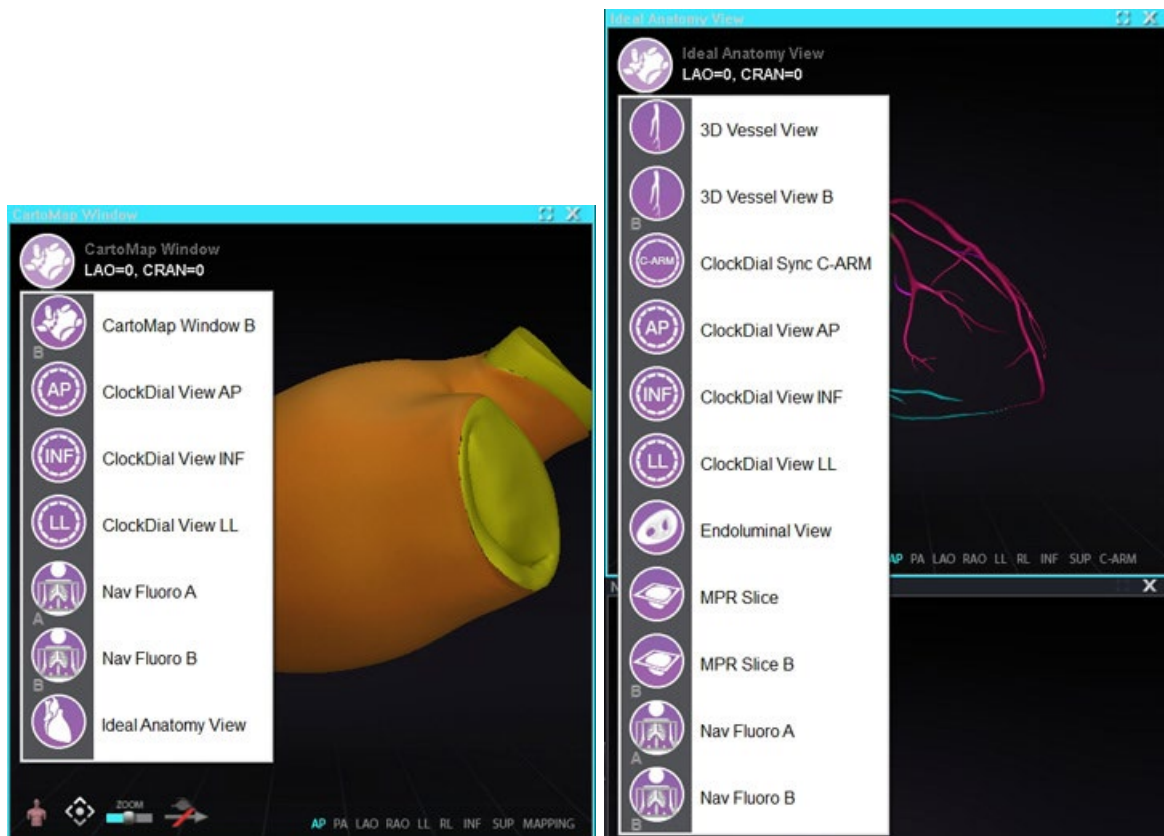 CartoMap Window
CartoMap Window
LAO=0, CRAN=0
CartoMap Window B
B
AP
ClockDial View AP
INF
ClockDial View INF
LL
ClockDial View LL
Nav Fluoro A
A
Nav Fluoro B
B
Ideal Anatomy View
ZOOM
AP PA LAO RAO LL RL INF SUP MAPPING
Ideal Anatomy View
Ideal Anatomy View
LAO=0, CRAN=0
3D Vessel View
3D Vessel View B
B
C-ARM
ClockDial Sync C-ARM
AP
ClockDial View AP
INF
ClockDial View INF
LL
ClockDial View LL
Endoluminal View
AP PA LAO RAO LL RL INF SUP C-ARM
MPR Slice
MPR Slice B
B
Nav Fluoro A
A
Nav Fluoro B
B